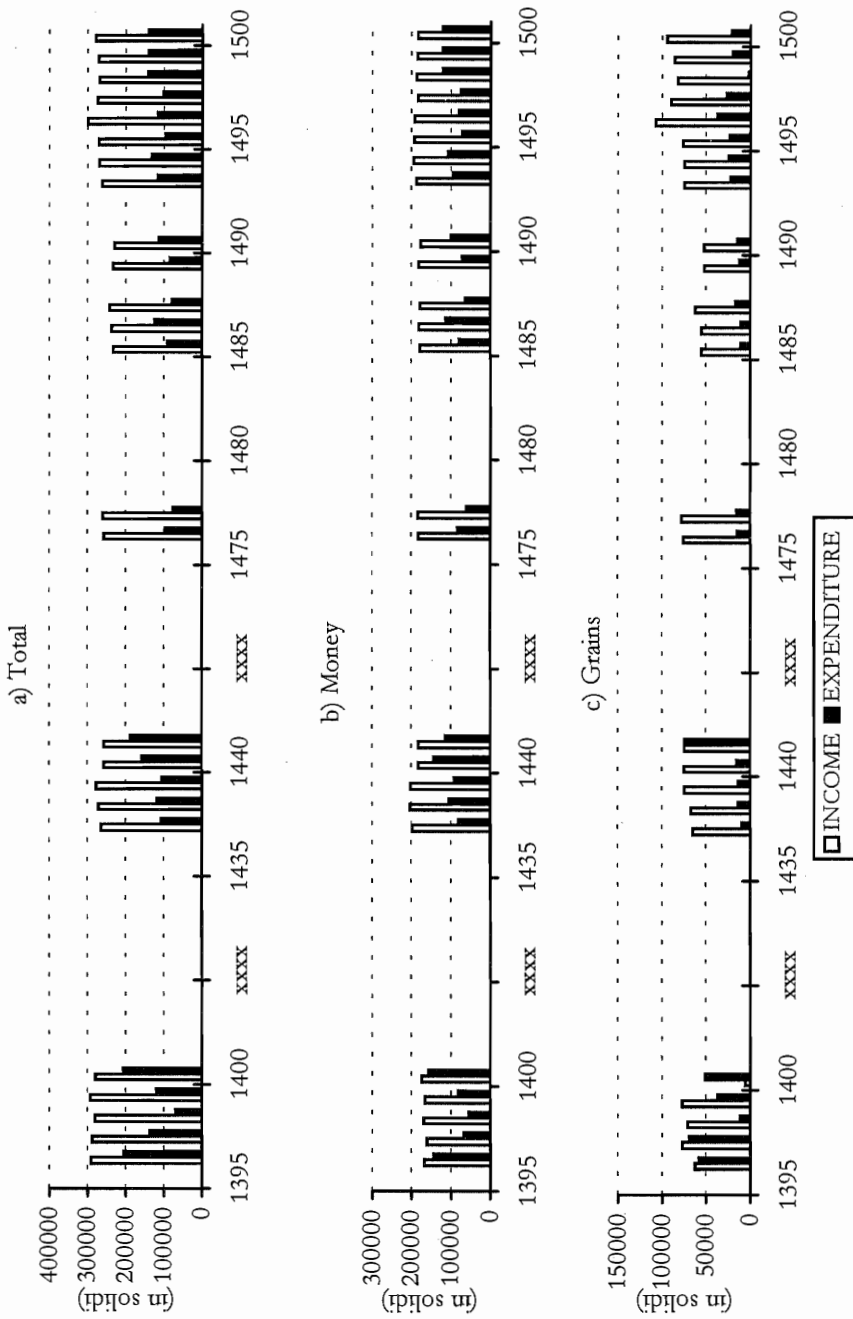 a) Total
400000
300000
200000
100000
0
(in solidi)
1395 1400 xxxx 1435 1440 xxxx 1475 1480 1485 1490 1495 1500
b) Money
300000
200000
100000
0
(in solidi)
1395 1400 xxxx 1435 1440 xxxx 1475 1480 1485 1490 1495 1500
c) Grains
150000
100000
50000
0
(in solidi)
1395 1400 xxxx 1435 1440 xxxx 1475 1480 1485 1490 1495 1500
INCOME EXPENDITURE